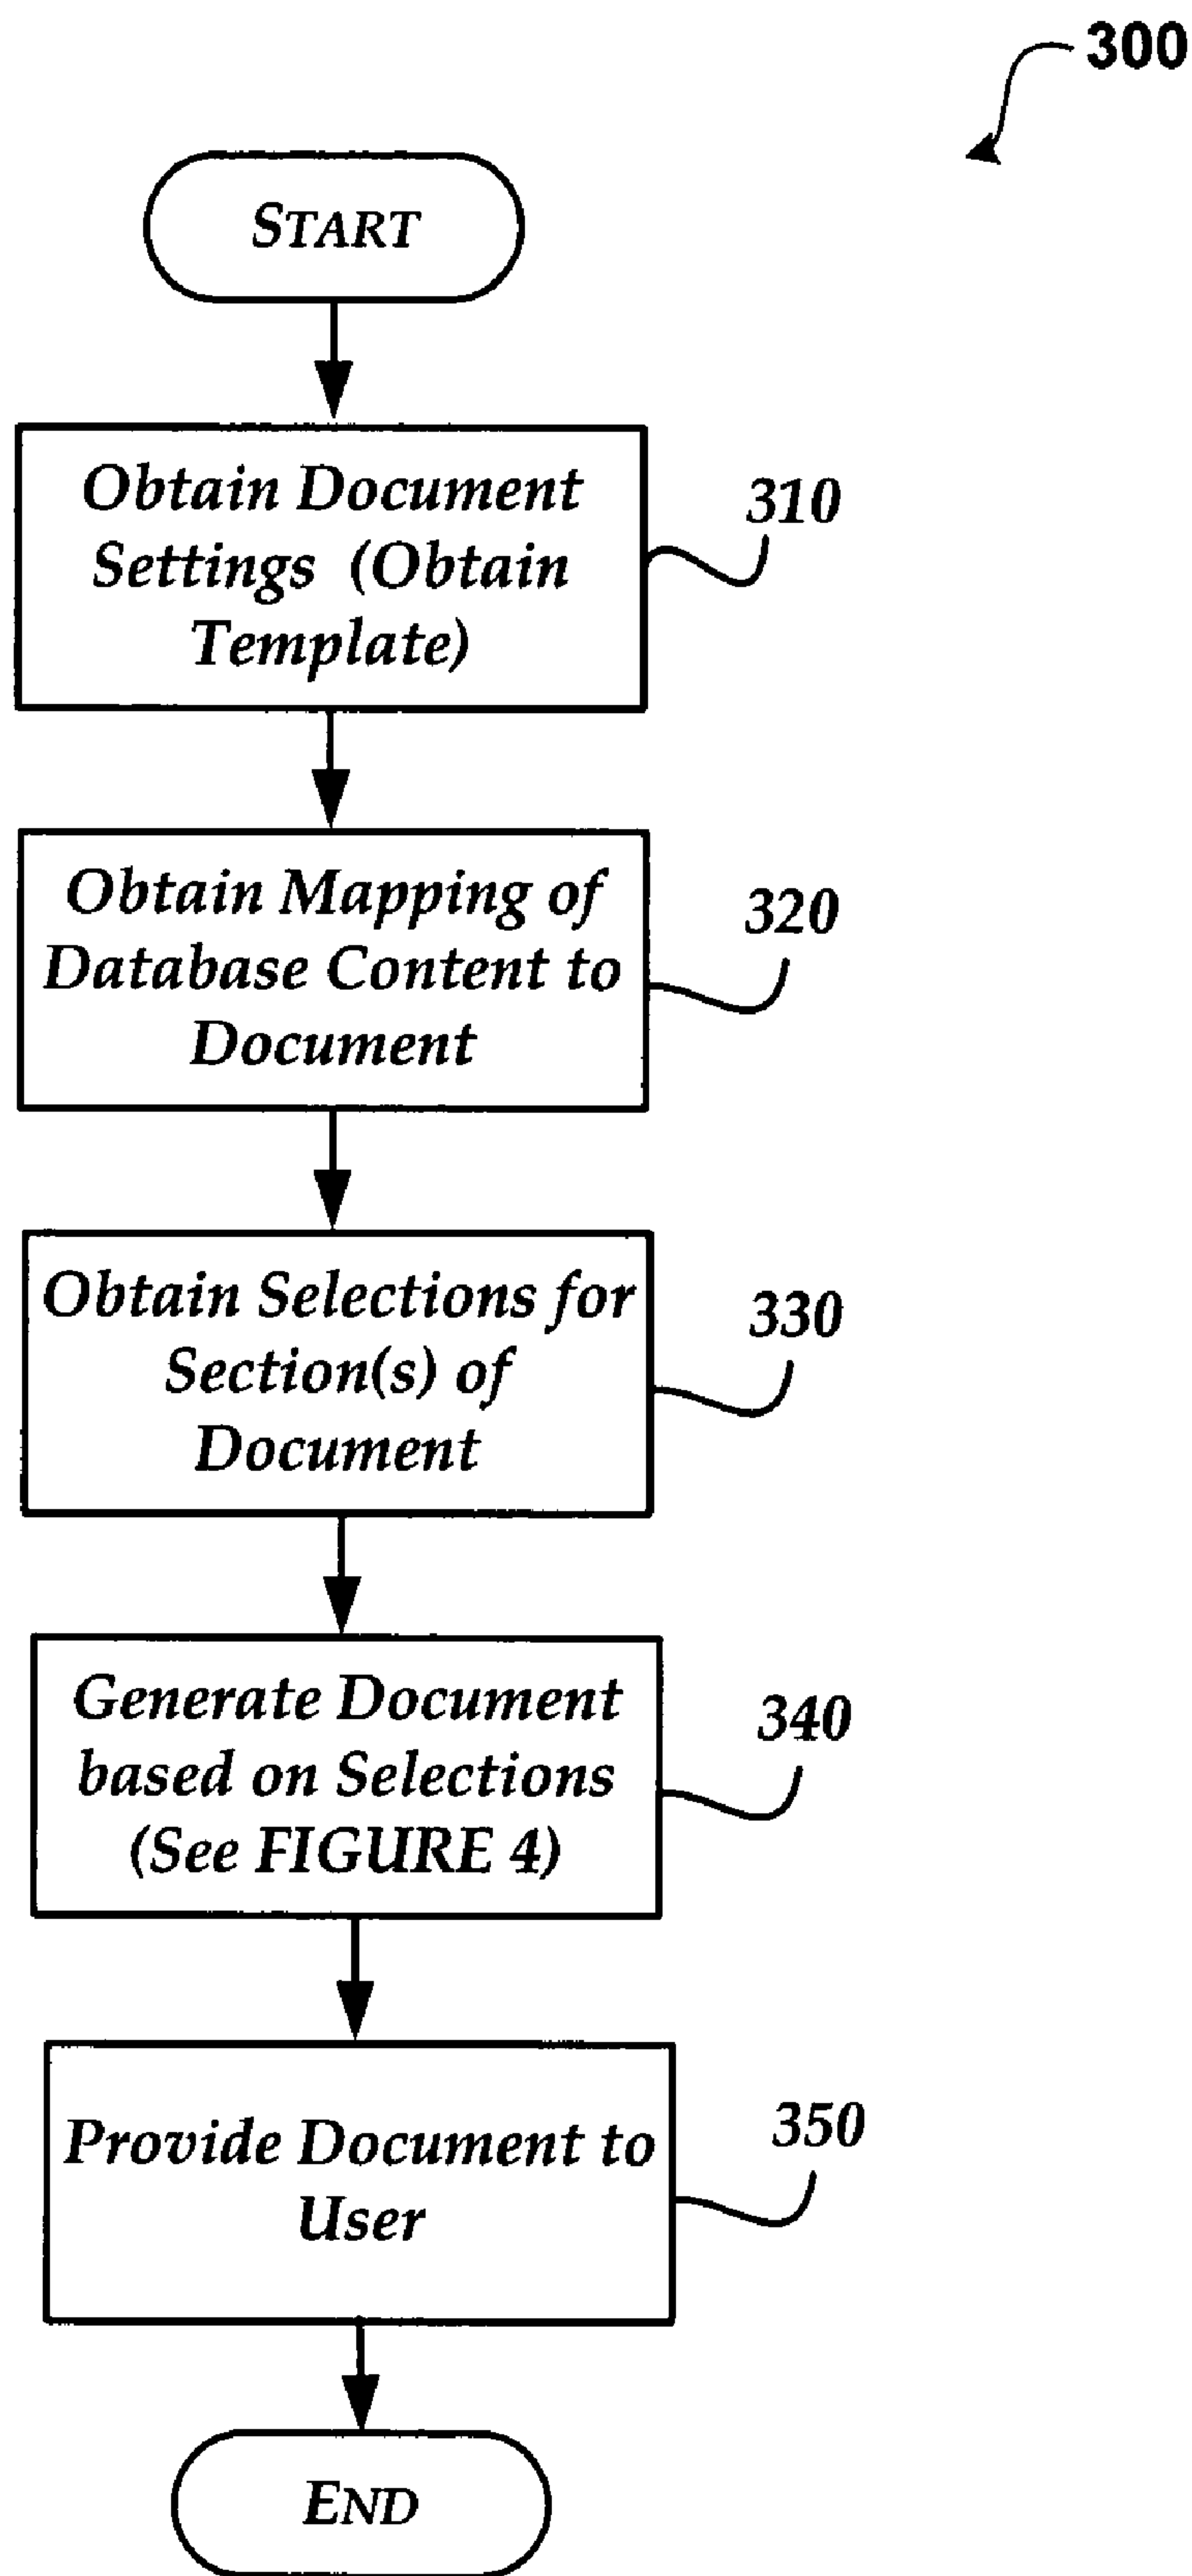 300
START
Obtain Document
Settings (Obtain
Template)
310
Obtain Mapping of
Database Content to
Document
320
Obtain Selections for
Section(s) of
Document
330
Generate Document
based on Selections
(See FIGURE 4)
340
Provide Document to
User
350
END